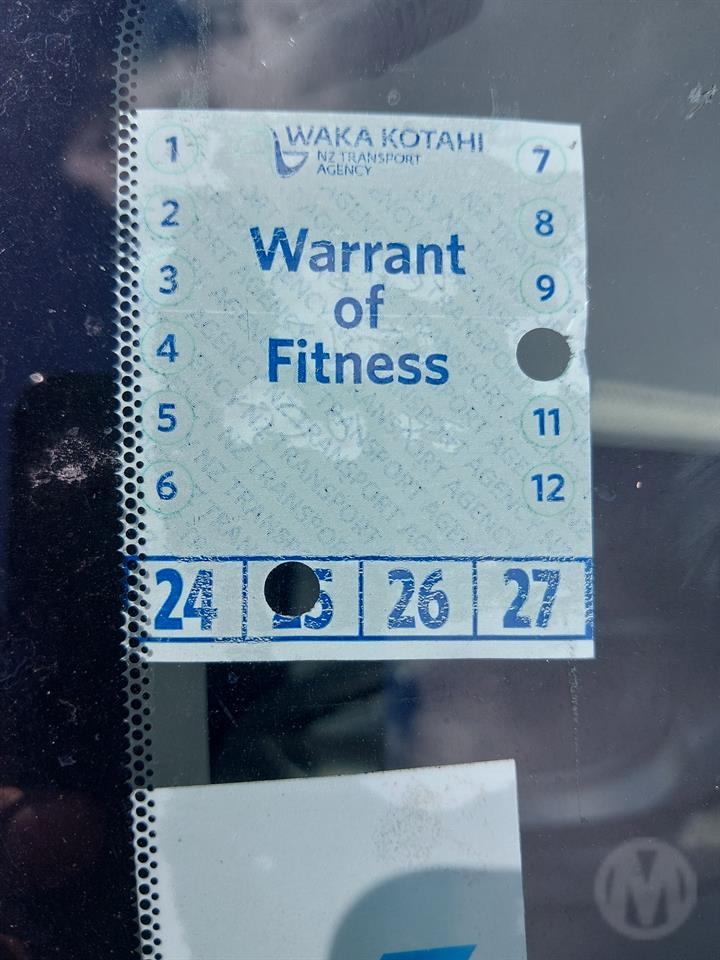 WAKA KOTAHI
NZ TRANSPORT
AGENCY
1
7
Warrant
of
Fitness
2
8
3
9
4
5
11
6
12
24
26
27
M